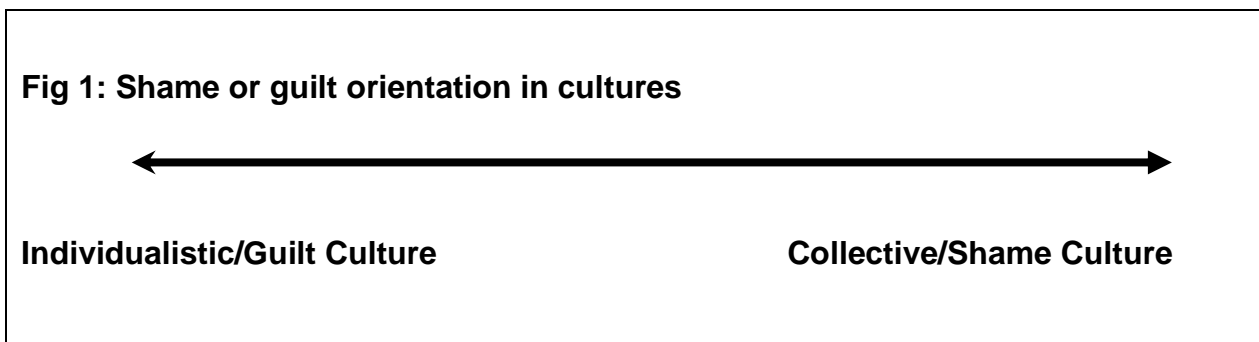 Fig 1: Shame or guilt orientation in cultures
Individualistic/Guilt Culture Collective/Shame Culture